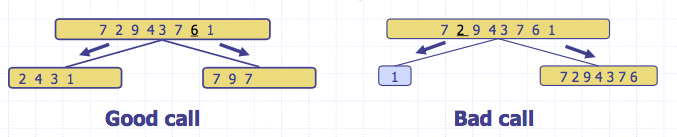 7 2 9 4 3 7 6 1
2 4 3 1
7 9 7
Good call
7 2 9 4 3 7 6 1
1
7 2 9 4 3 7 6
Bad call